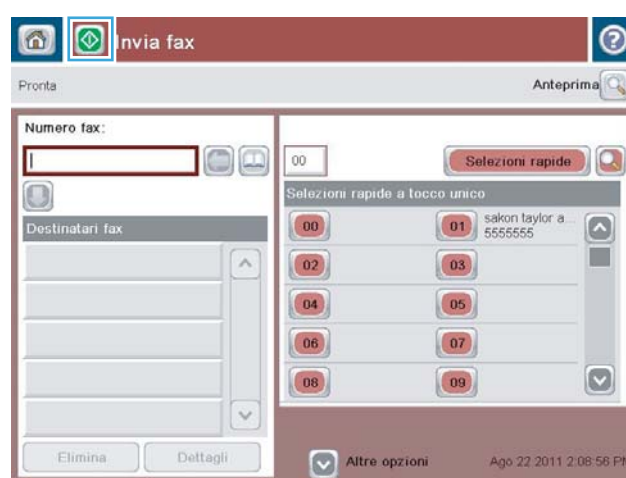 Invia fax
Pronta
Anteprima
Numero fax:
00
Selezioni rapide
Selezioni rapide a tocco unico
Destinatari fax
00
01
sakon taylor a...
5555555
02
03
04
05
06
07
08
09
Elimina
Dettagli
Altre opzioni
Ago 22 2011 2:08:56 PM